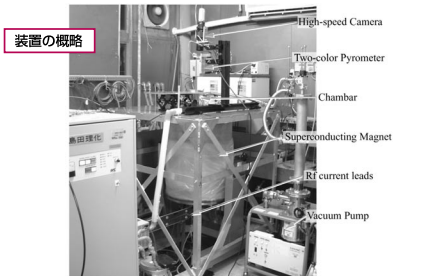 装置の概略
High-speed Camera
Two-color Pyrometer
Chambar
Superconducting Magnet
Rf current leads
Vacuum Pump
島田理化